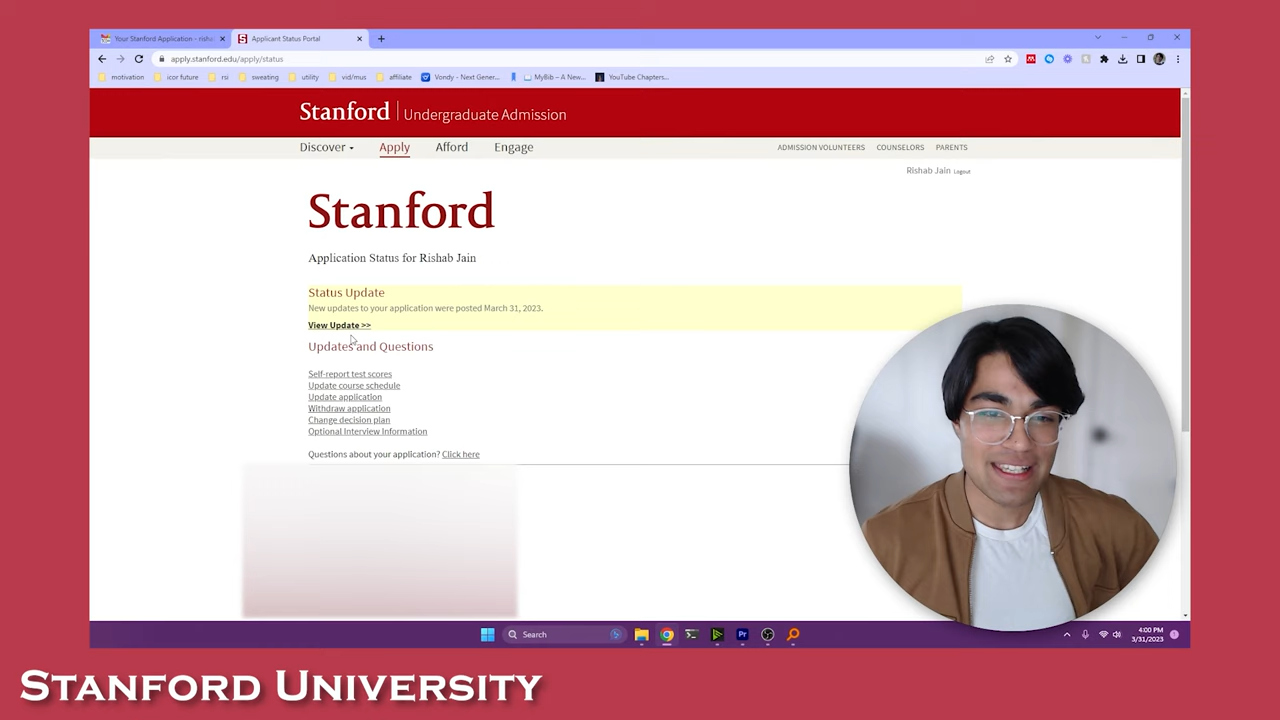 Your Stanford Application - risha
Applicant Status Portal
apply.stanford.edu/apply/status
motivation
icor future
rsi
sweating
utility
vid/mus
affiliate
Vondy - Next Gener...
MyBib – A New...
YouTube Chapters...
Stanford | Undergraduate Admission
Discover
Apply
Afford
Engage
ADMISSION VOLUNTEERS
COUNSELORS
PARENTS
Rishab Jain Logout
Stanford
Application Status for Rishab Jain
Status Update
New updates to your application were posted March 31, 2023.
View Update >>
Updates and Questions
Self-report test scores
Update course schedule
Update application
Withdraw application
Change decision plan
Optional Interview Information
Questions about your application? Click here
Search
4:00 PM
3/31/2023
STANFORD UNIVERSITY